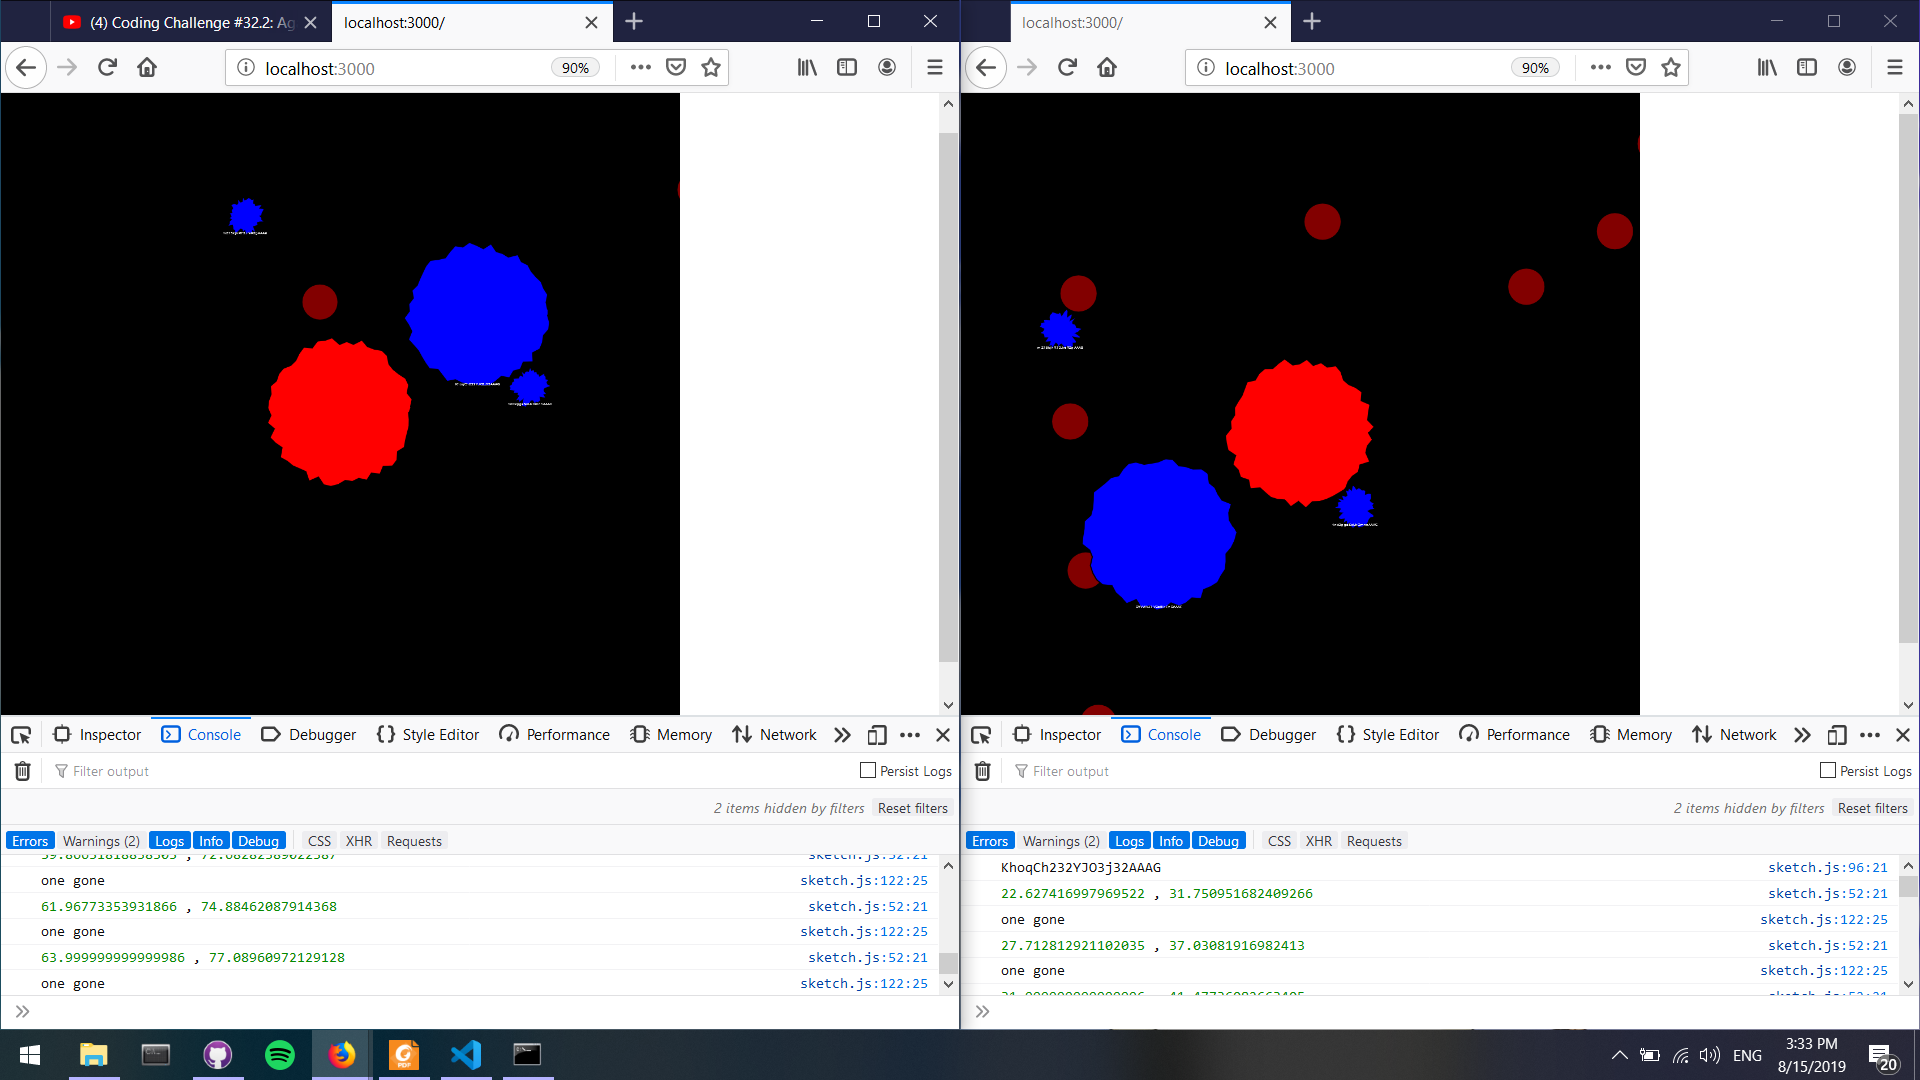 (4) Coding Challenge #32.2: Ag
localhost:3000/
localhost:3000
90%
Inspector Console Debugger Style Editor Performance Memory Network
Filter output
Persist Logs
2 items hidden by filters Reset filters
Errors Warnings (2) Logs Info Debug CSS XHR Requests
one gone sketch.js:122:25
61.96773353931866 , 74.88462087914368 sketch.js:52:21
one gone sketch.js:122:25
63.999999999999986 , 77.08960972129128 sketch.js:52:21
one gone sketch.js:122:25
localhost:3000/
localhost:3000
90%
Inspector Console Debugger Style Editor Performance Memory Network
Filter output
Persist Logs
2 items hidden by filters Reset filters
Errors Warnings (2) Logs Info Debug CSS XHR Requests
KhoqCh232YJO3j32AAAG sketch.js:96:21
22.627416997969522 , 31.750951682409266 sketch.js:52:21
one gone sketch.js:122:25
27.712812921102035 , 37.03081916982413 sketch.js:52:21
one gone sketch.js:122:25
PDF
ENG
3:33 PM
8/15/2019
20